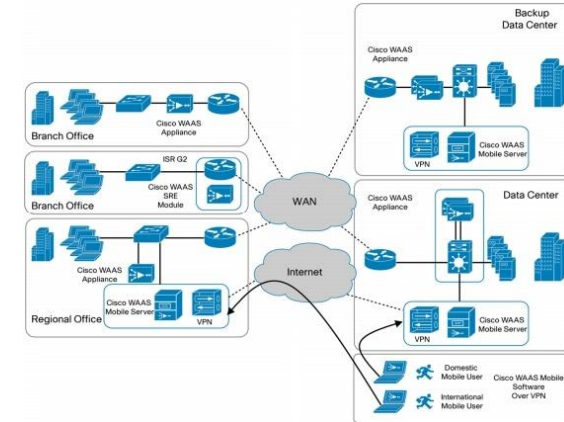 Backup
Data Center
Cisco WAAS
Appliance
VPN
Cisco WAAS
Mobile Server
Cisco WAAS
Appliance
Branch Office
ISR G2
Cisco WAAS
SRE
Module
Branch Office
WAN
Cisco WAAS
Appliance
Data Center
Internet
Cisco WAAS
Appliance
Cisco WAAS
Mobile Server
VPN
Regional Office
VPN
Cisco WAAS
Mobile Server
Domestic
Mobile User
International
Mobile User
Cisco WAAS Mobile
Software
Over VPN